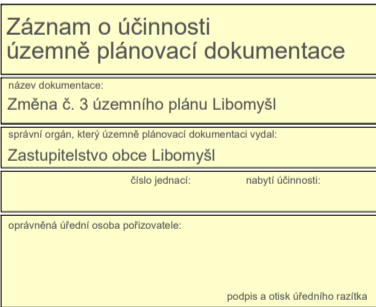 Záznam o účinnosti
územně plánovací dokumentace
název dokumentace:
Změna č. 3 územního plánu Libomyšl
správní orgán, který územně plánovací dokumentaci vydal:
Zastupitelstvo obce Libomyšl
číslo jednací: nabytí účinnosti:
oprávněná úřední osoba pořizovatele:
podpis a otisk úředního razítka